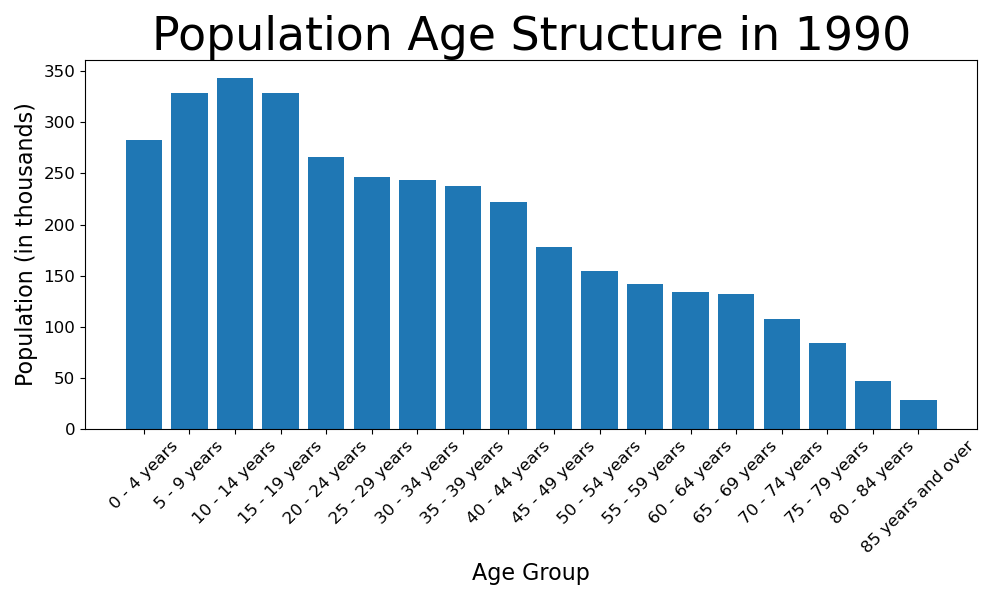 Population Age Structure in 1990
Population (in thousands)
350
300
250
200
150
100
50
0
0 - 4 years
5 - 9 years
10 - 14 years
15 - 19 years
20 - 24 years
25 - 29 years
30 - 34 years
35 - 39 years
40 - 44 years
45 - 49 years
50 - 54 years
55 - 59 years
60 - 64 years
65 - 69 years
70 - 74 years
75 - 79 years
80 - 84 years
85 years and over
Age Group